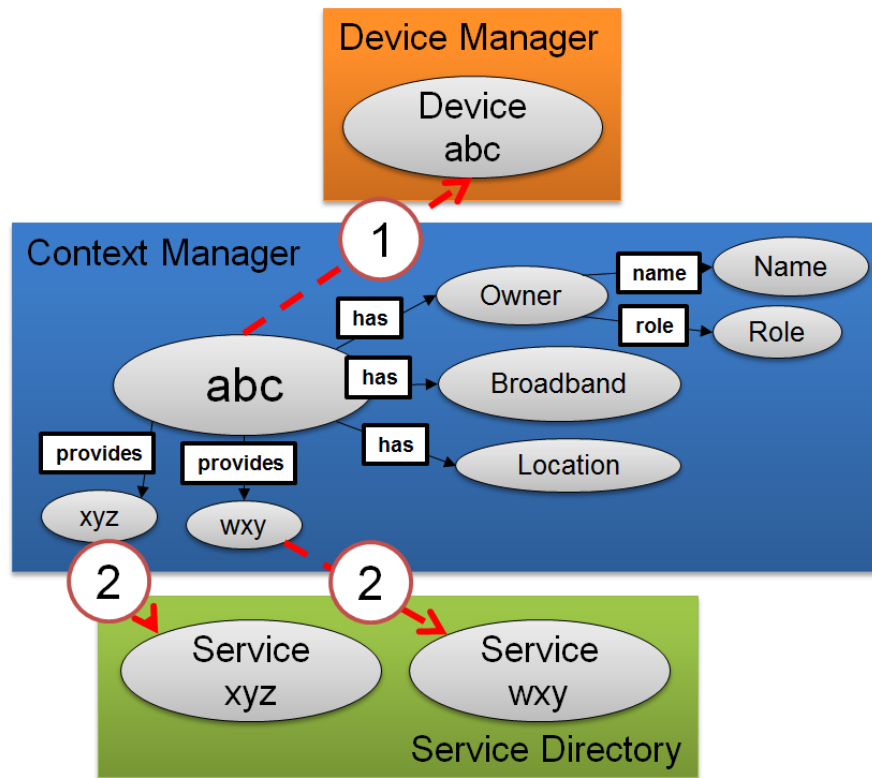 Device Manager
Device
abc
1
Context Manager
name
Name
Owner
has
role
Role
abc
has
Broadband
has
Location
provides
provides
xyz
wxy
2
2
Service
xyz
Service
wxy
Service Directory